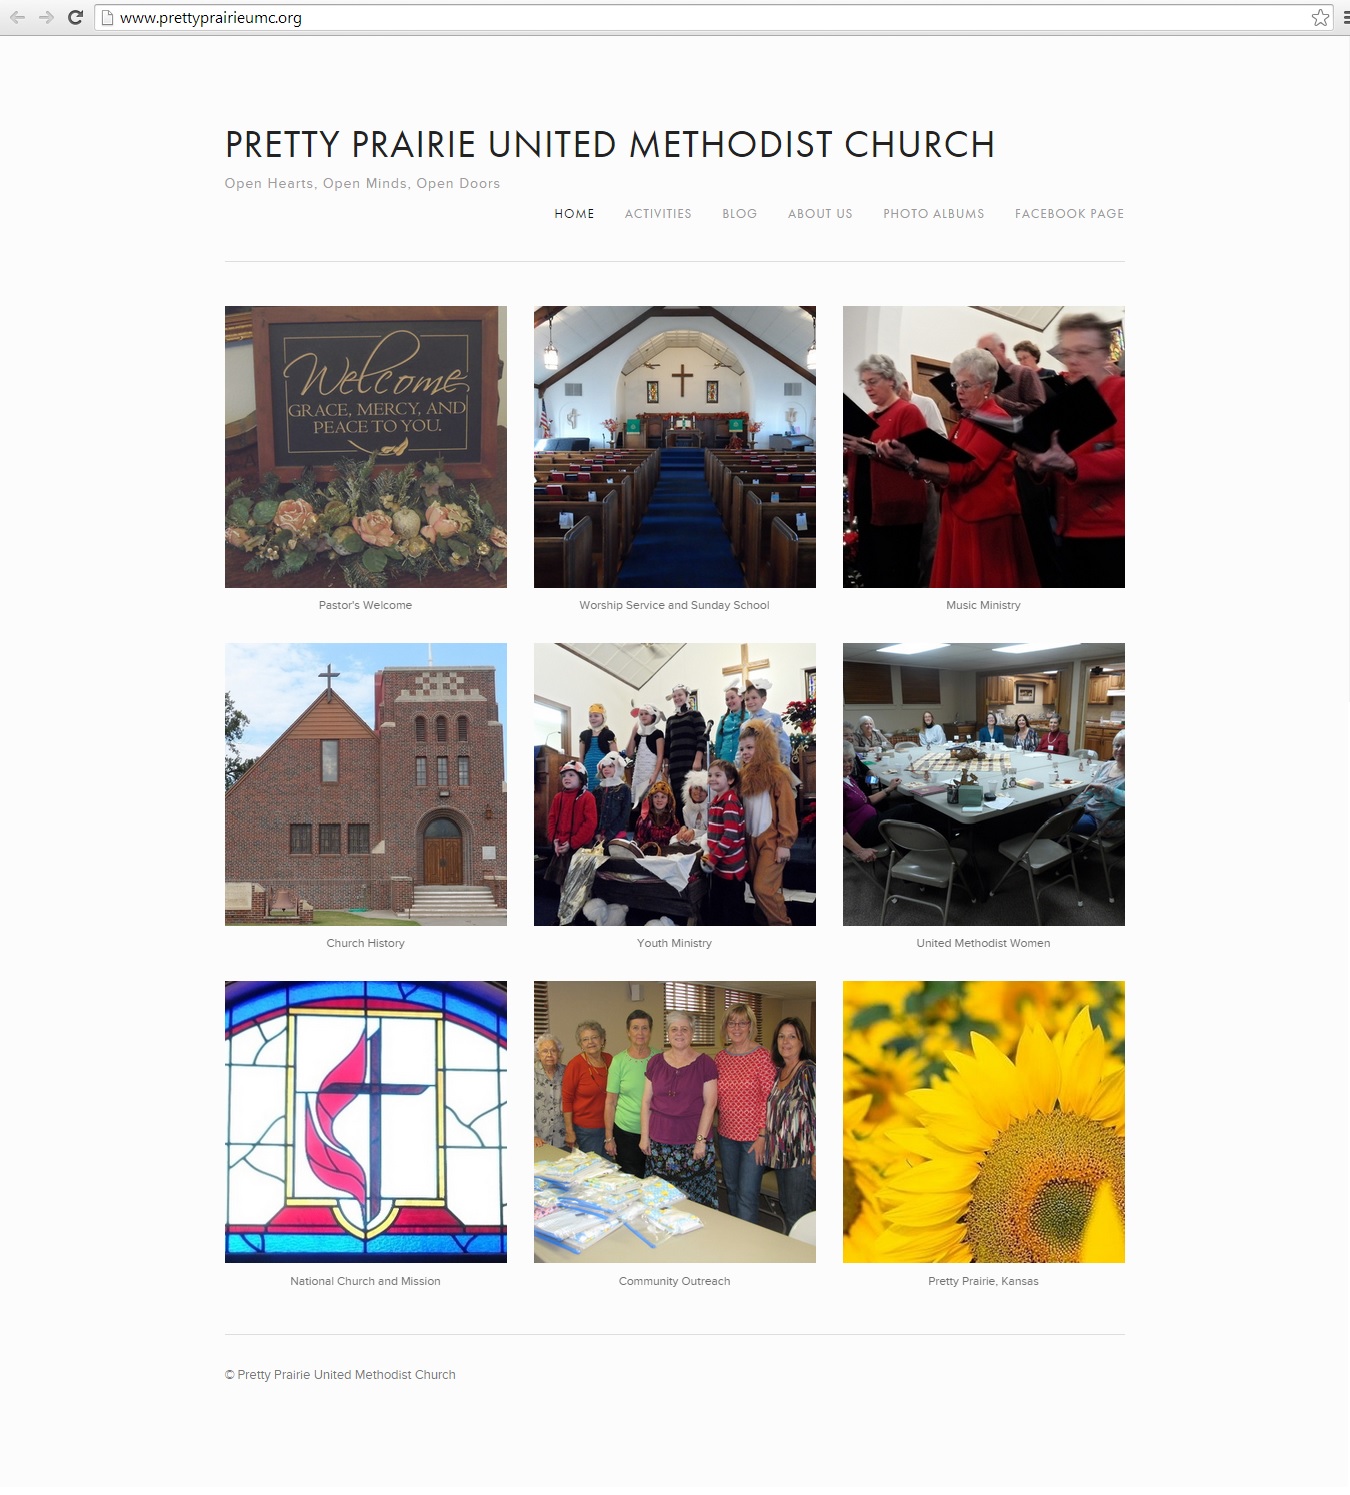 www.prettyprairieumc.org
PRETTY PRAIRIE UNITED METHODIST CHURCH
Open Hearts, Open Minds, Open Doors
HOME ACTIVITIES BLOG ABOUT US PHOTO ALBUMS FACEBOOK PAGE
Welcome
GRACE, MERCY, AND
PEACE TO YOU.
Pastor's Welcome
Worship Service and Sunday School
Music Ministry
Church History
Youth Ministry
United Methodist Women
National Church and Mission
Community Outreach
Pretty Prairie, Kansas
© Pretty Prairie United Methodist Church